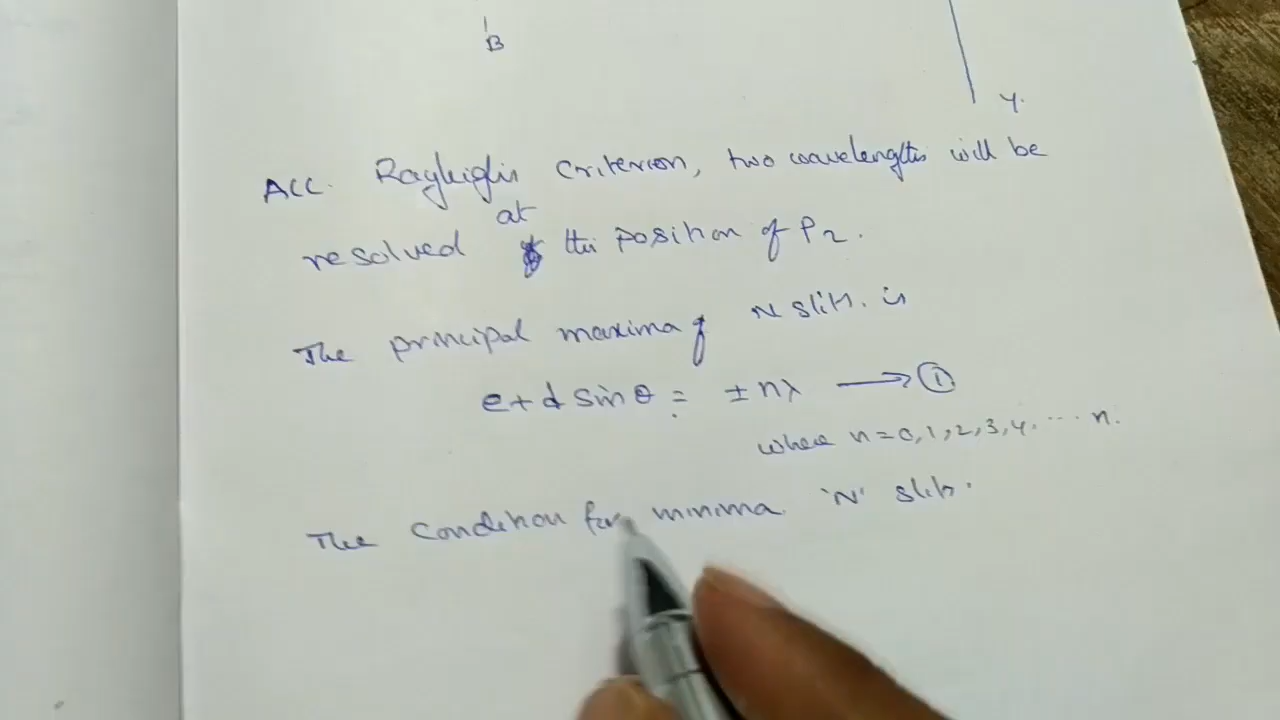 B
Y.
Acc. Rayleighs criterion, two wavelengths will be
at
resolved the position of P2.
The principal maxima of N slits. is
e+d sinθ = ±nλ → ①
where n=0,1,2,3,4. ... n.
The condition for minima 'N' slits.